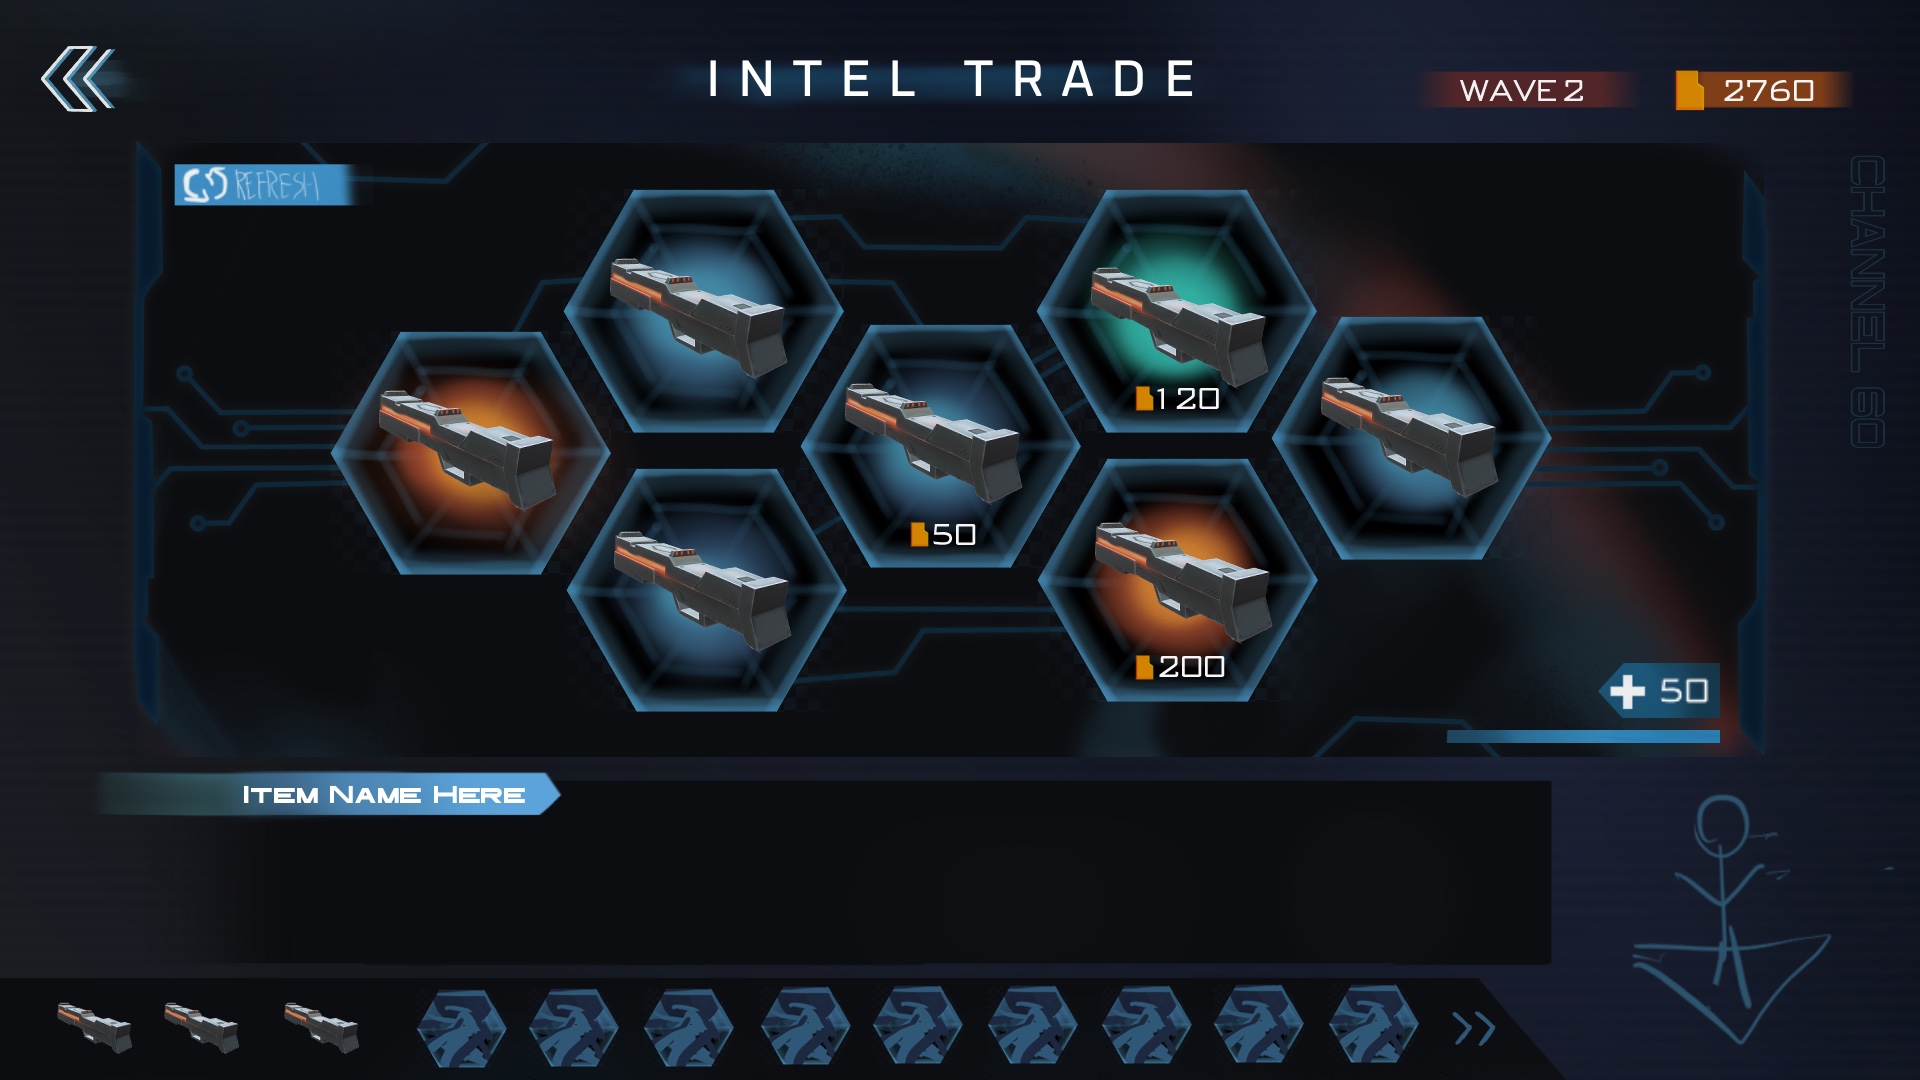 INTEL TRADE
WAVE 2
2760
REFRESH
CHANNEL 60
120
50
200
50
ITEM NAME HERE